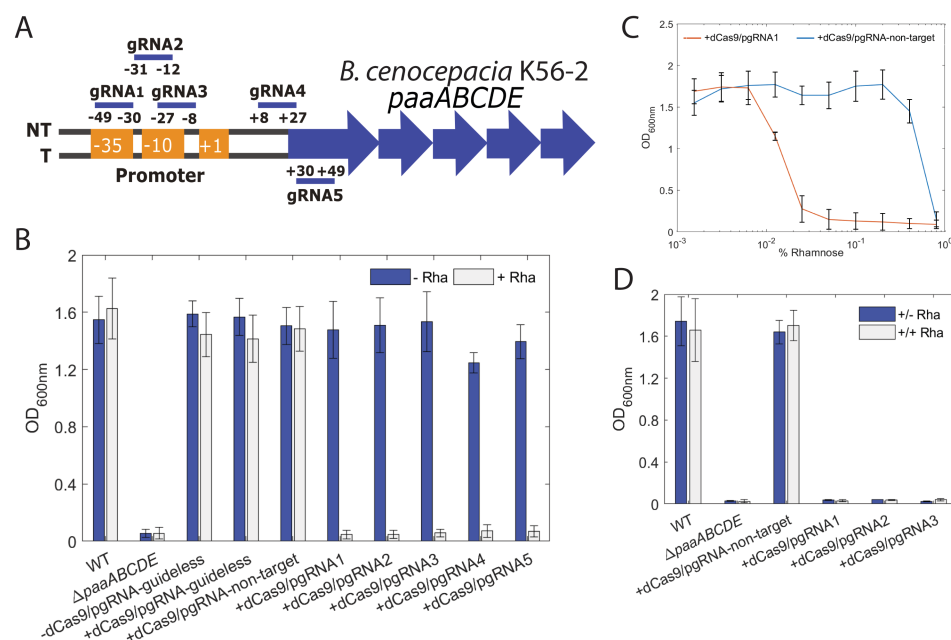 A
gRNA2
-31 -12
gRNA1 gRNA3
-49 -30 -27 -8
gRNA4
+8 +27
B. cenocepacia K56-2
paaABCDE
NT
T
-35 -10 +1
Promoter
+30 +49
gRNA5
B
- Rha + Rha
OD600nm
2
1.6
1.2
0.8
0.4
0
WT
ΔpaaABCDE
-dCas9/pgRNA-guideless
+dCas9/pgRNA-guideless
+dCas9/pgRNA-non-target
+dCas9/pgRNA1
+dCas9/pgRNA2
+dCas9/pgRNA3
+dCas9/pgRNA4
+dCas9/pgRNA5
C
+dCas9/pgRNA1 +dCas9/pgRNA-non-target
OD600nm
2
1.5
1
0.5
0
10-3 10-2 10-1 100
% Rhamnose
D
+/- Rha
+/+ Rha
OD600nm
2
1.6
1.2
0.8
0.4
0
WT
ΔpaaABCDE
+dCas9/pgRNA-non-target
+dCas9/pgRNA1
+dCas9/pgRNA2
+dCas9/pgRNA3